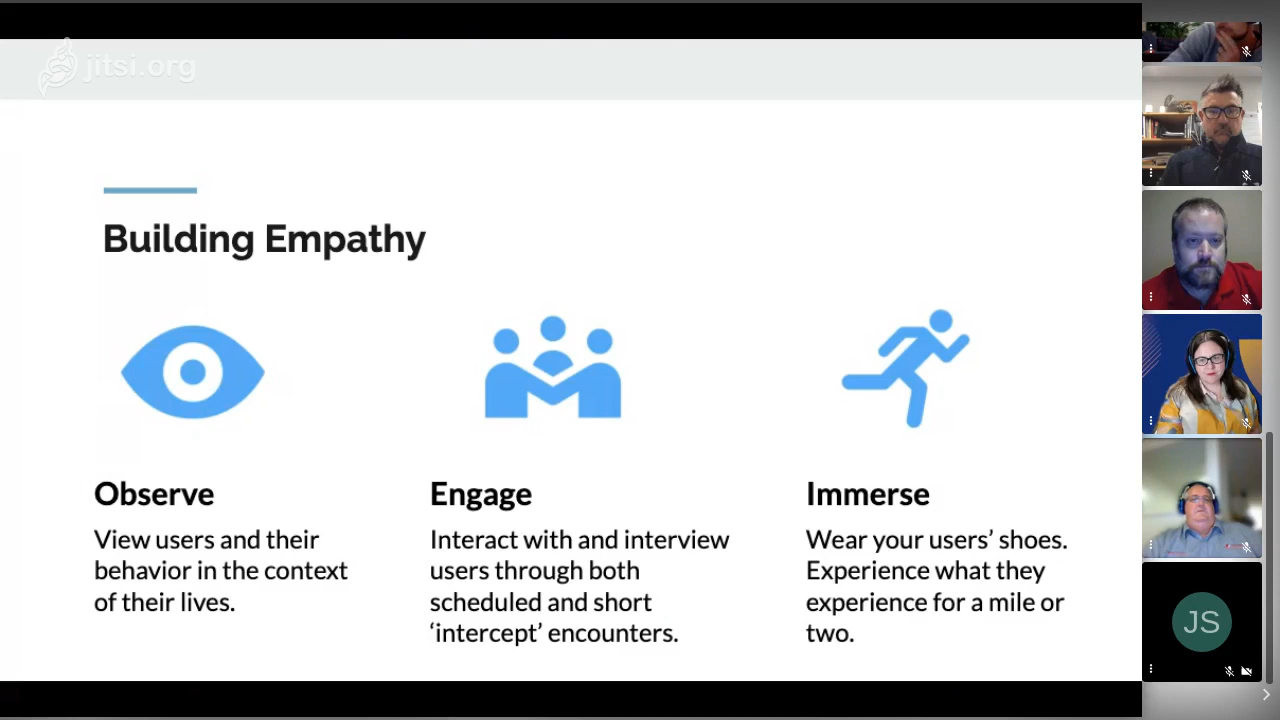 jitsi.org
Building Empathy
Observe
View users and their
behavior in the context
of their lives.
Engage
Interact with and interview
users through both
scheduled and short
‘intercept’ encounters.
Immerse
Wear your users’ shoes.
Experience what they
experience for a mile or
two.
JS